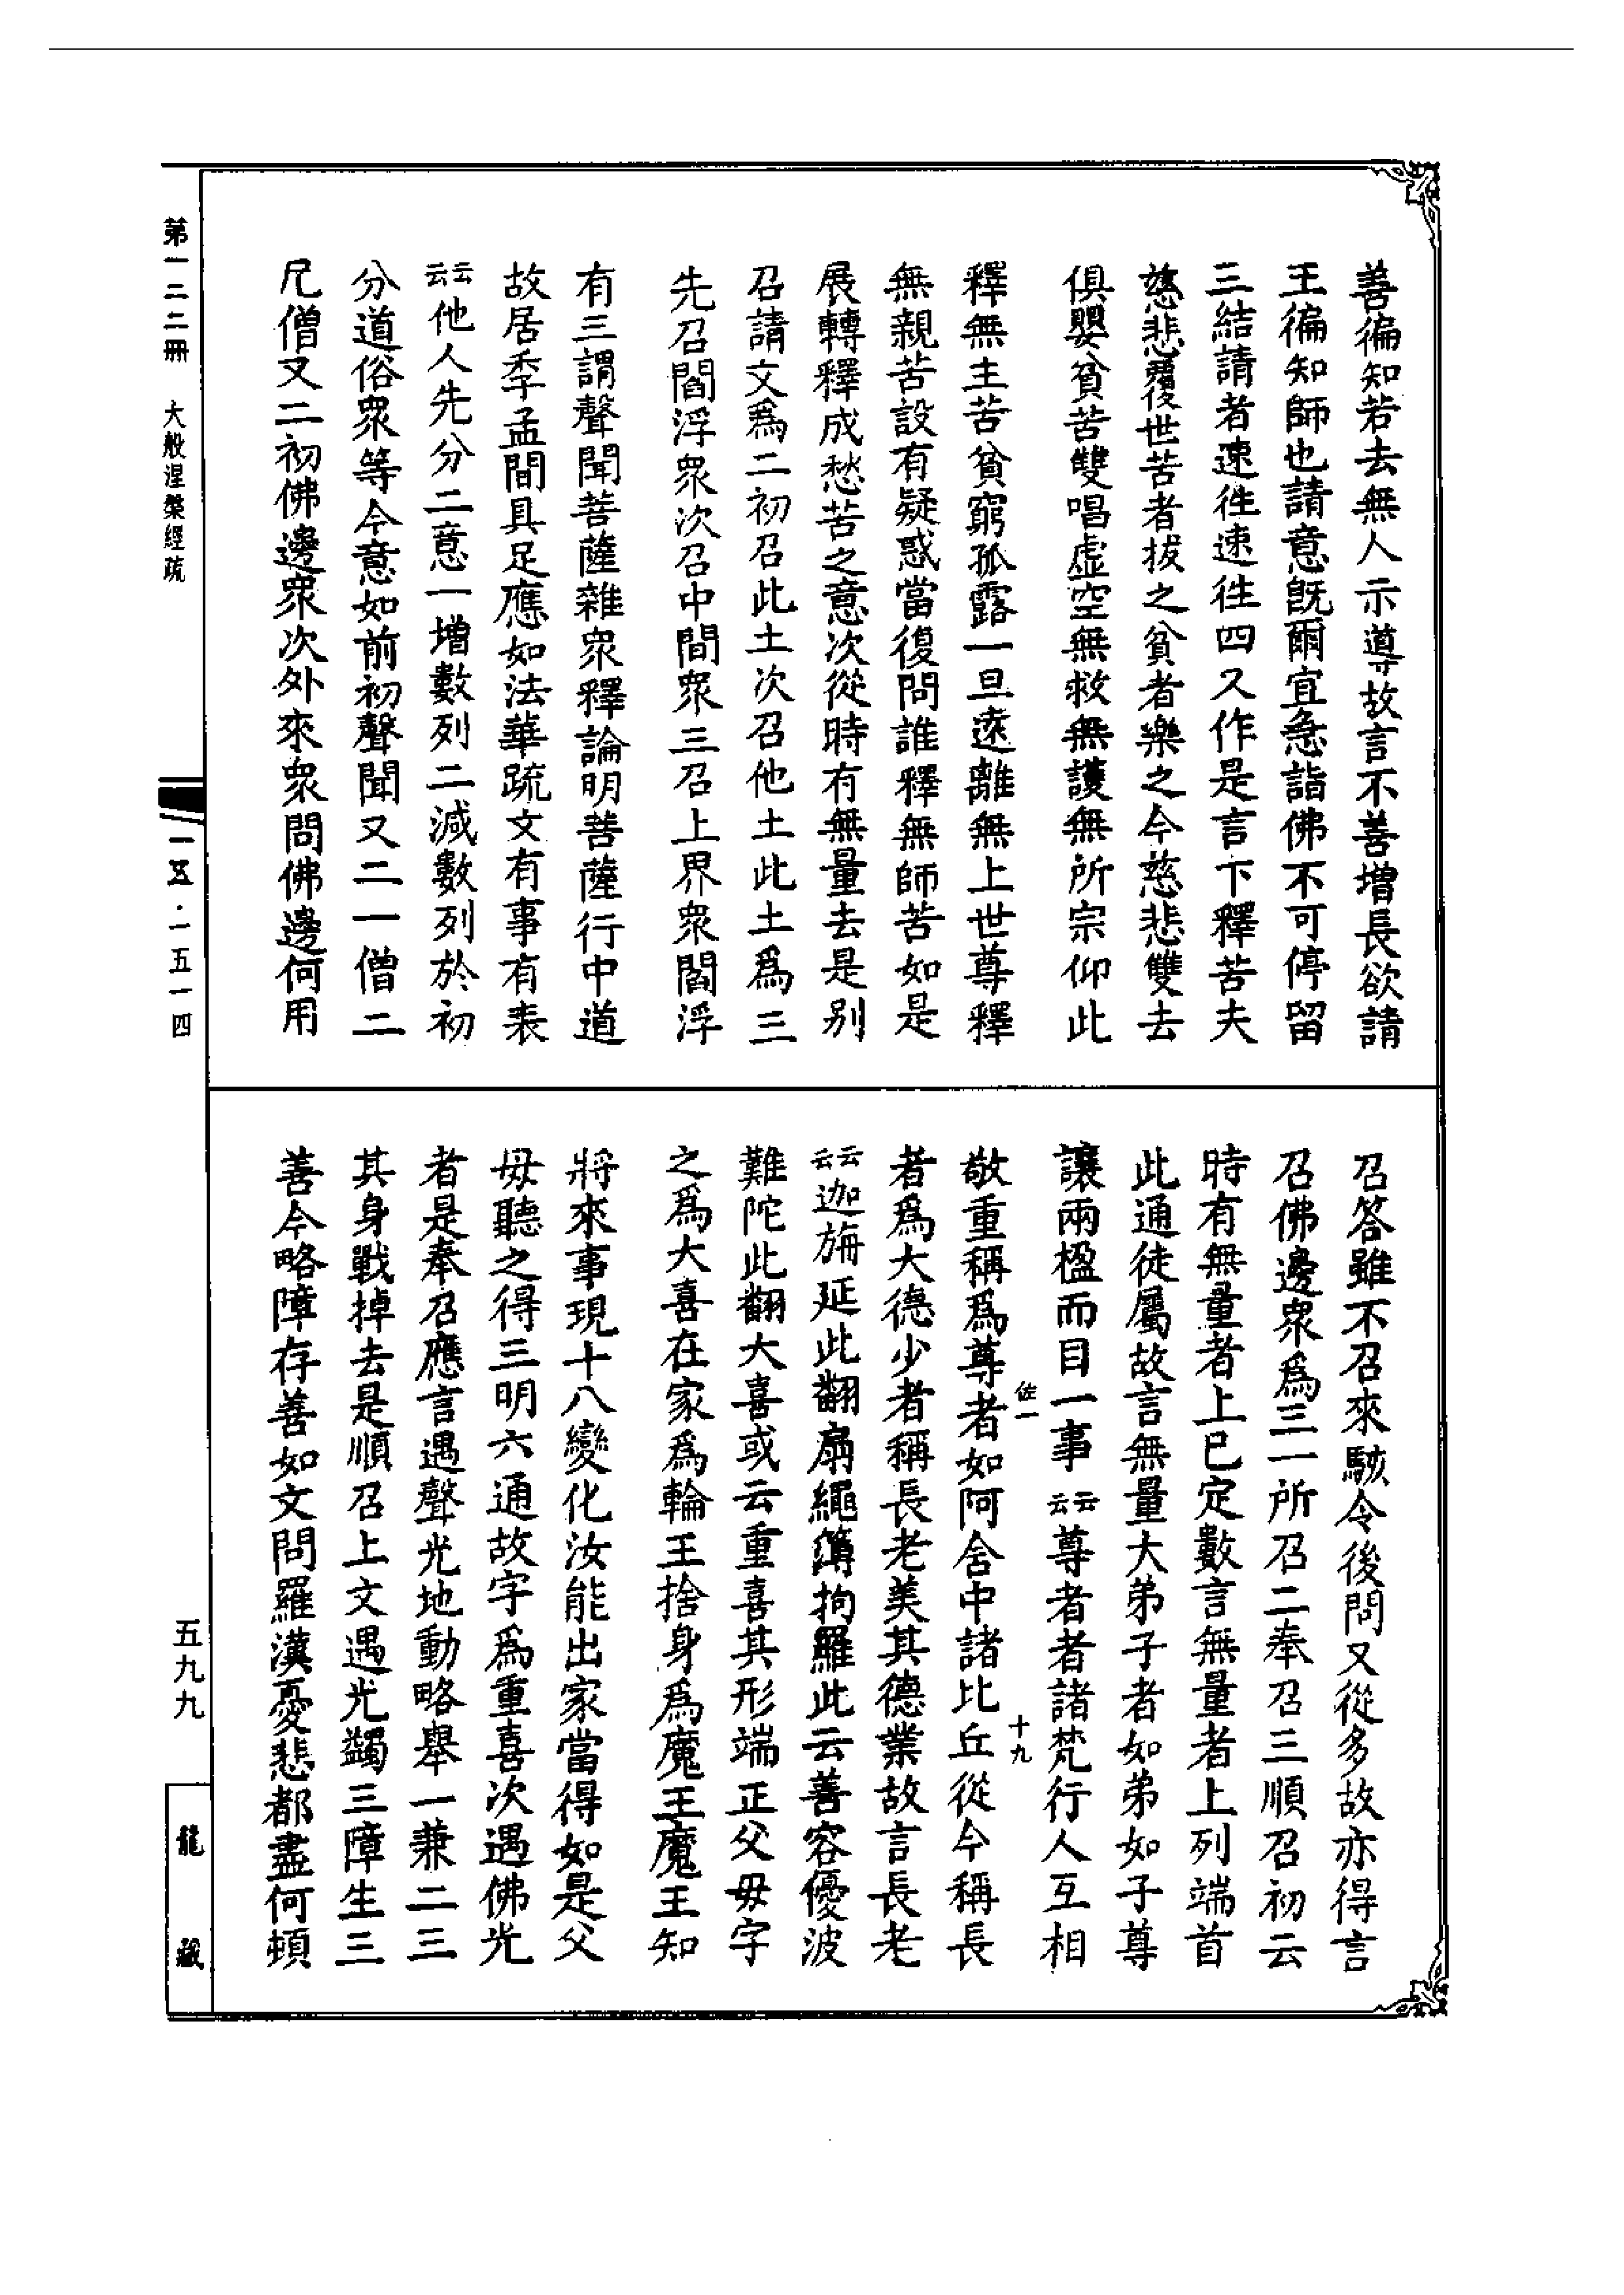 善徧知若去無人示導故言不善增長欲請
王徧知師也請意旣爾宜急詣佛不可停留
三結請者速徃速徃四又作是言下釋苦夫
慈悲覆後世苦者拔之貧者樂之今慈悲雙去
俱嬰貧苦雙唱虛空無救無護無所宗仰此
釋無主苦貧窮孤露一旦遠離無上世尊釋
無親苦設有疑惑當復問誰釋無師苦如是
展轉釋成愁苦之意次從時有無量去是别
召請文爲二初召此土次召他土此土爲三
先召閻浮衆次召中間衆三召上界衆閻浮
有三謂聲聞菩薩雜衆釋論明菩薩行中道
故居季孟間具足應如法華疏文有事有表
云云他人先分二意一增數列二減數列於初
分道俗衆等今意如前初聲聞又二一僧二
尼僧又二初佛邊衆次外來衆問佛邊何用
召答雖不召來駭令後問又從多故亦得言
召佛邊衆爲三一所召二奉召三順召初云
時有無量者上已定數言無量者上列端首
此通徒屬故言無量大弟子者如弟如子尊
讓兩楹而目一事云云尊者者諸梵行人互相
佐一
十九
敬重稱爲尊者如阿含中諸比丘從今稱長
者爲大德少者稱長老美其德業故言長老
云云迦旃延此翻扇繩薄拘羅此云善容優波
難陀此翻大喜或云重喜其形端正父毋字
之爲大喜在家爲輪王捨身爲魔王魔王知
將來事現十八變化汝能出家當得如是父
毋聽之得三明六通故字爲重喜次遇佛光
者是奉召應言遇聲光地動略舉一兼二三
其身戰掉去是順召上文遇光蠲三障生三
善今略障存善如文問羅漢憂悲都盡何頓
第一二二冊　大般涅槃經疏
一五·一五一四
五九九
龍藏